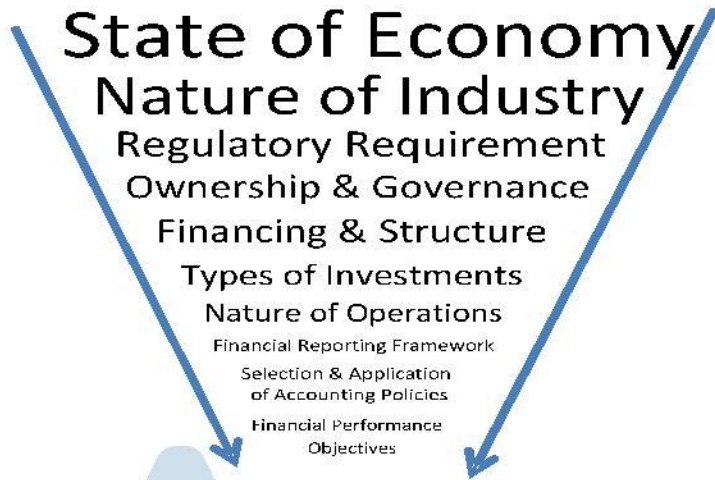 State of Economy
Nature of Industry
Regulatory Requirement
Ownership & Governance
Financing & Structure
Types of Investments
Nature of Operations
Financial Reporting Framework
Selection & Application
of Accounting Policies
Financial Performance
Objectives